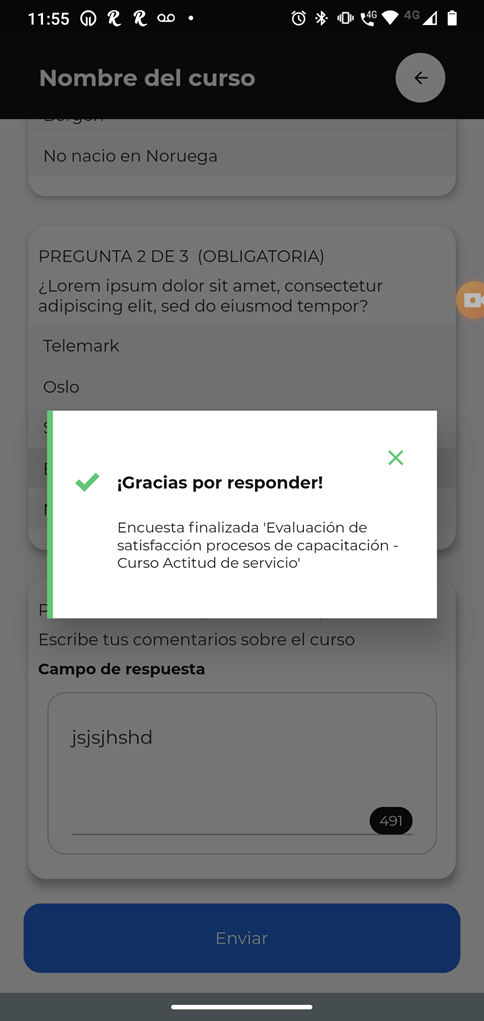 11:55
4G
4G
Nombre del curso
Bergen
No nacio en Noruega
PREGUNTA 2 DE 3 (OBLIGATORIA)
¿Lorem ipsum dolor sit amet, consectetur
adipiscing elit, sed do eiusmod tempor?
Telemark
Oslo
¡Gracias por responder!
Encuesta finalizada 'Evaluación de
satisfacción procesos de capacitación -
Curso Actitud de servicio'
Escribe tus comentarios sobre el curso
Campo de respuesta
jsjsjhshd
491
Enviar